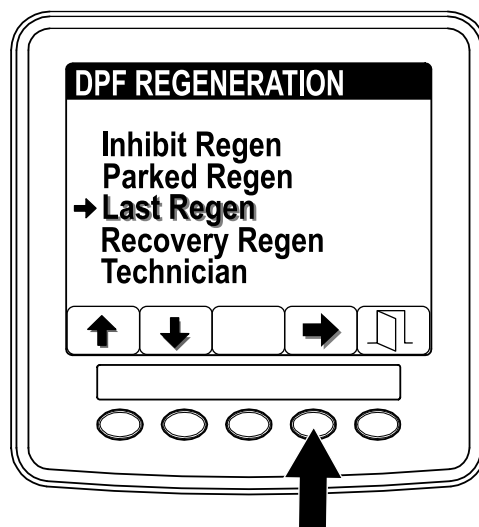 DPF REGENERATION
Inhibit Regen
Parked Regen
Last Regen
Recovery Regen
Technician